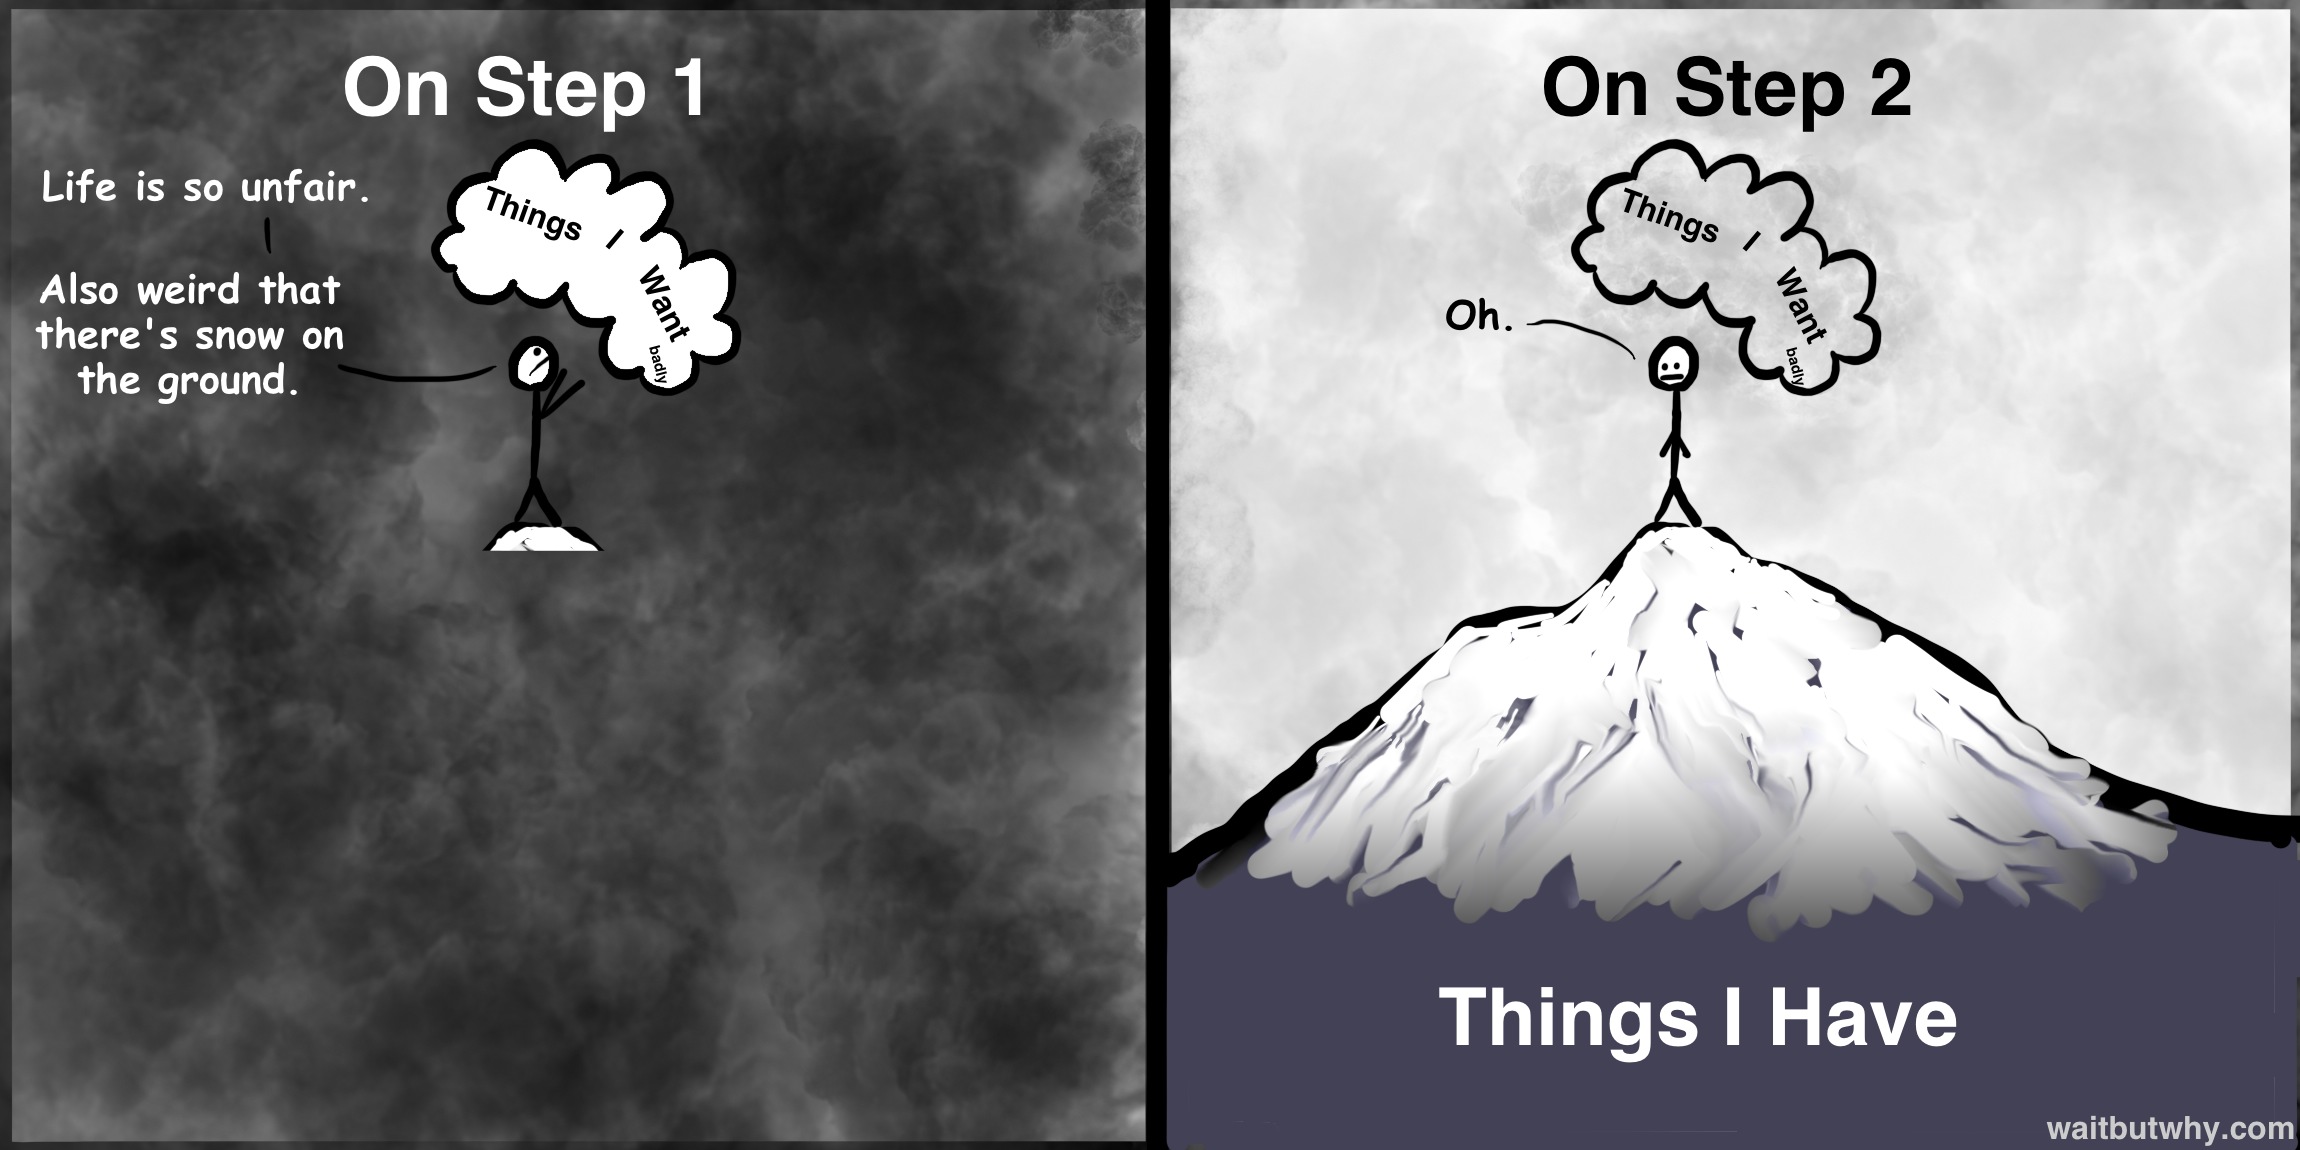 On Step 1
Life is so unfair.
Also weird that
there's snow on
the ground.
Things I Want
badly
On Step 2
Things I Want
badly
Oh.
Things I Have
waitbutwhy.com